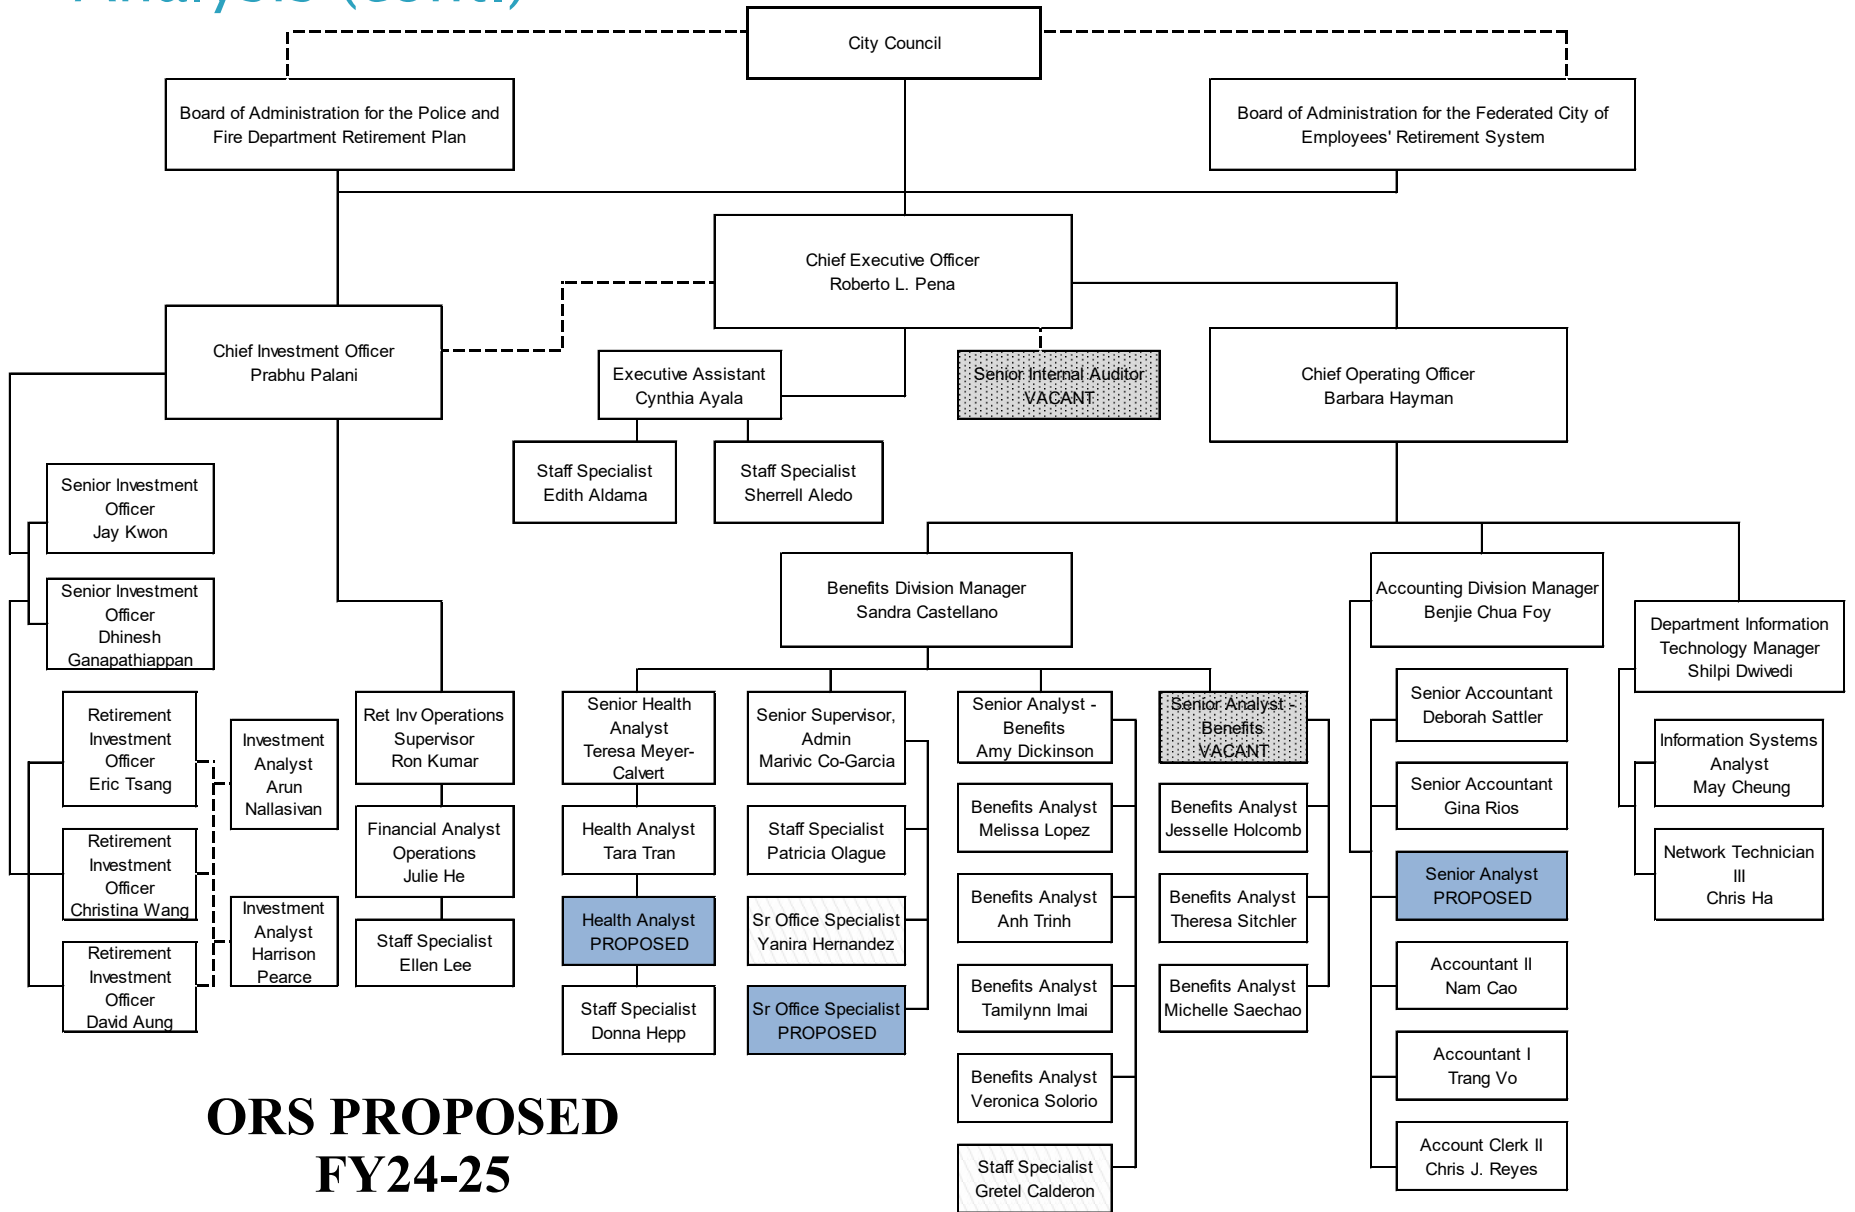 Analysis (cont.)
City Council
Board of Administration for the Police and
Fire Department Retirement Plan
Board of Administration for the Federated City of
Employees' Retirement System
Chief Executive Officer
Roberto L. Pena
Chief Investment Officer
Prabhu Palani
Executive Assistant
Cynthia Ayala
Senior Internal Auditor
VACANT
Chief Operating Officer
Barbara Hayman
Staff Specialist
Edith Aldama
Staff Specialist
Sherrell Aledo
Senior Investment
Officer
Jay Kwon
Senior Investment
Officer
Dhinesh
Ganapathiappan
Benefits Division Manager
Sandra Castellano
Accounting Division Manager
Benjie Chua Foy
Department Information
Technology Manager
Shilpi Dwivedi
Retirement
Investment
Officer
Eric Tsang
Investment
Analyst
Arun
Nallasivan
Retirement
Investment
Officer
Christina Wang
Investment
Analyst
Harrison
Pearce
Retirement
Investment
Officer
David Aung
Ret Inv Operations
Supervisor
Ron Kumar
Financial Analyst
Operations
Julie He
Staff Specialist
Ellen Lee
Senior Health
Analyst
Teresa Meyer-
Calvert
Health Analyst
Tara Tran
Health Analyst
PROPOSED
Staff Specialist
Donna Hepp
Senior Supervisor,
Admin
Marivic Co-Garcia
Staff Specialist
Patricia Olague
Sr Office Specialist
Yanira Hernandez
Sr Office Specialist
PROPOSED
Senior Analyst -
Benefits
Amy Dickinson
Benefits Analyst
Melissa Lopez
Benefits Analyst
Anh Trinh
Benefits Analyst
Tamilynn Imai
Benefits Analyst
Veronica Solorio
Staff Specialist
Gretel Calderon
Senior Analyst -
Benefits
VACANT
Benefits Analyst
Jesselle Holcomb
Benefits Analyst
Theresa Sitchler
Benefits Analyst
Michelle Saechao
Senior Accountant
Deborah Sattler
Senior Accountant
Gina Rios
Senior Analyst
PROPOSED
Accountant II
Nam Cao
Accountant I
Trang Vo
Account Clerk II
Chris J. Reyes
Information Systems
Analyst
May Cheung
Network Technician
III
Chris Ha
ORS PROPOSED
FY24-25